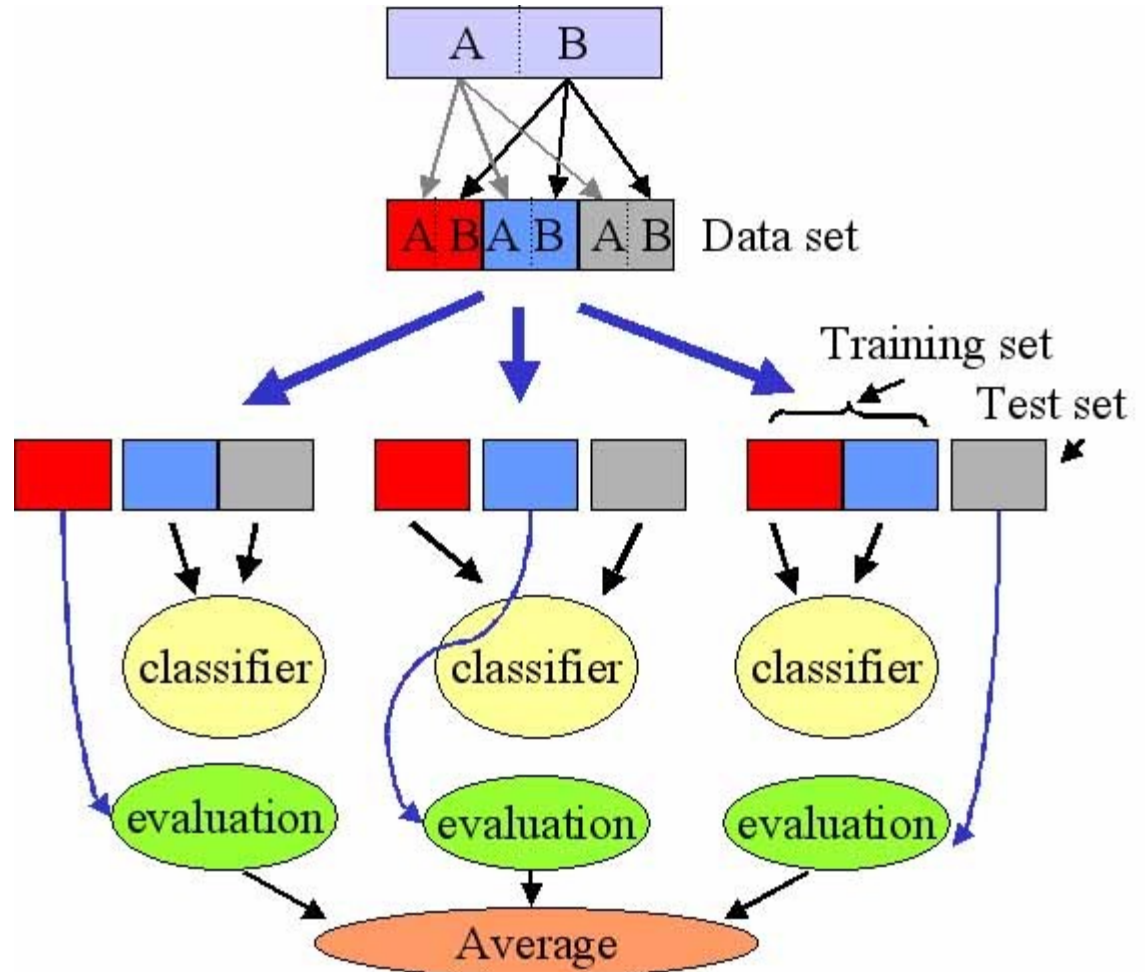 A B
A B A B A B Data set
Training set
Test set
classifier classifier classifier
evaluation evaluation evaluation
Average